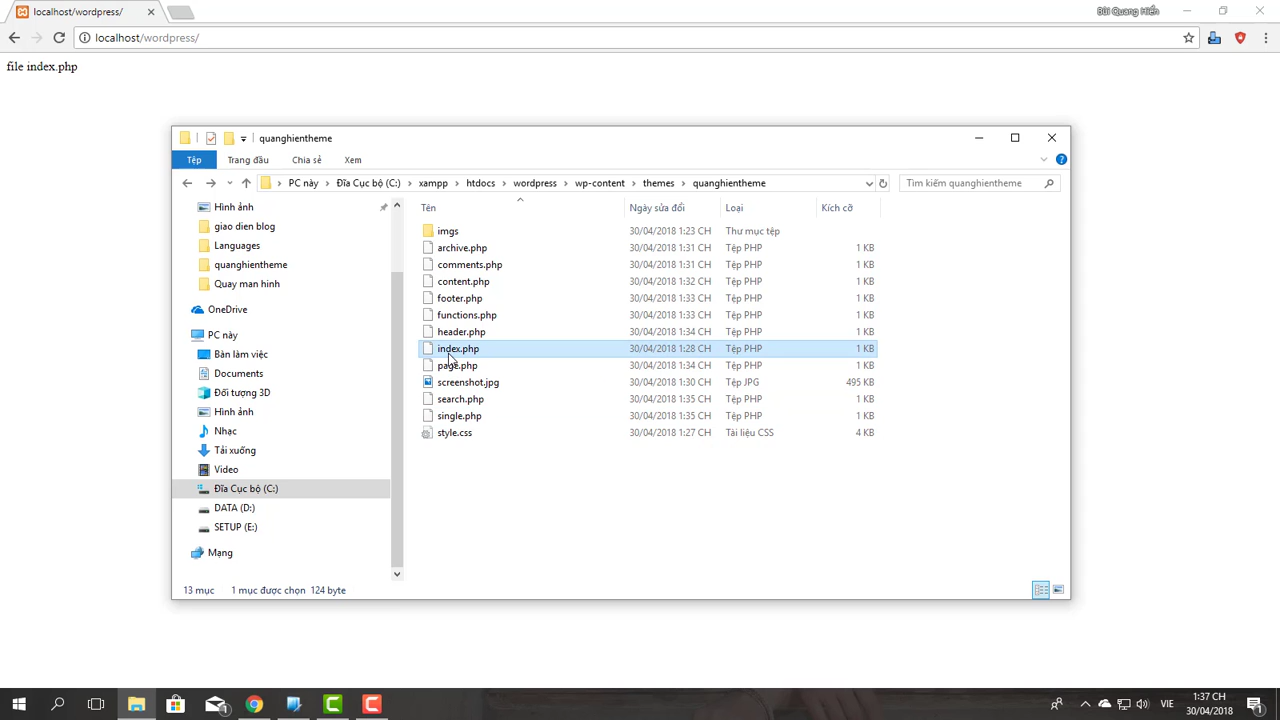 localhost/wordpress/
Bùi Quang Hiển
localhost/wordpress/
file index.php
quanghientheme
Tệp Trang đầu Chia sẻ Xem
PC này Đĩa Cục bộ (C:) xampp htdocs wordpress wp-content themes quanghientheme
Tìm kiếm quanghientheme
Hình ảnh
giao dien blog
Languages
quanghientheme
Quay man hinh
OneDrive
PC này
Bàn làm việc
Documents
Đối tượng 3D
Hình ảnh
Nhạc
Tải xuống
Video
Đĩa Cục bộ (C:)
DATA (D:)
SETUP (E:)
Mạng
Tên Ngày sửa đổi Loại Kích cỡ
imgs 30/04/2018 1:23 CH Thư mục tệp
archive.php 30/04/2018 1:31 CH Tệp PHP 1 KB
comments.php 30/04/2018 1:31 CH Tệp PHP 1 KB
content.php 30/04/2018 1:32 CH Tệp PHP 1 KB
footer.php 30/04/2018 1:33 CH Tệp PHP 1 KB
functions.php 30/04/2018 1:33 CH Tệp PHP 1 KB
header.php 30/04/2018 1:34 CH Tệp PHP 1 KB
index.php 30/04/2018 1:28 CH Tệp PHP 1 KB
page.php 30/04/2018 1:34 CH Tệp PHP 1 KB
screenshot.jpg 30/04/2018 1:30 CH Tệp JPG 495 KB
search.php 30/04/2018 1:35 CH Tệp PHP 1 KB
single.php 30/04/2018 1:35 CH Tệp PHP 1 KB
style.css 30/04/2018 1:27 CH Tài liệu CSS 4 KB
13 mục 1 mục được chọn 124 byte
1
VIE
1:37 CH
30/04/2018
1